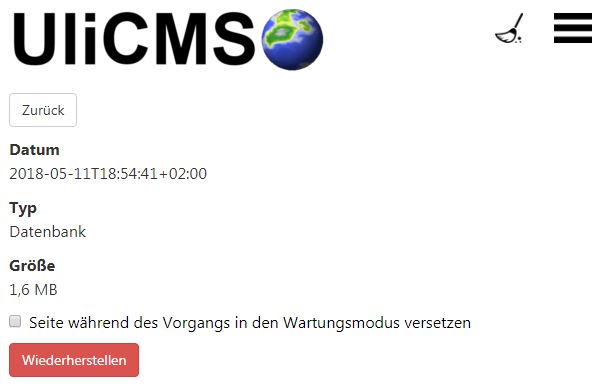 UliCMS
Zurück
Datum
2018-05-11T18:54:41+02:00
Typ
Datenbank
Größe
1,6 MB
Seite während des Vorgangs in den Wartungsmodus versetzen
Wiederherstellen